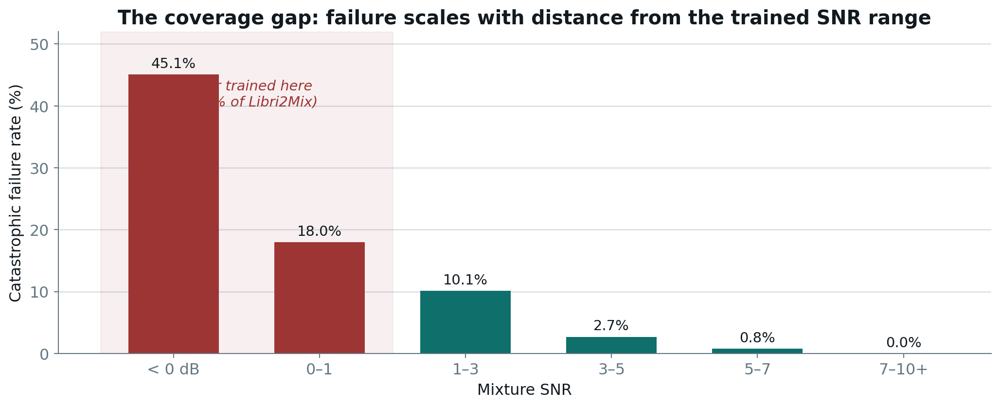 The coverage gap: failure scales with distance from the trained SNR range
Catastrophic failure rate (%)
50
40
30
20
10
0
45.1%
trained here
% of Libri2Mix)
18.0%
10.1%
2.7%
0.8%
0.0%
< 0 dB
0–1
1–3
3–5
5–7
7–10+
Mixture SNR